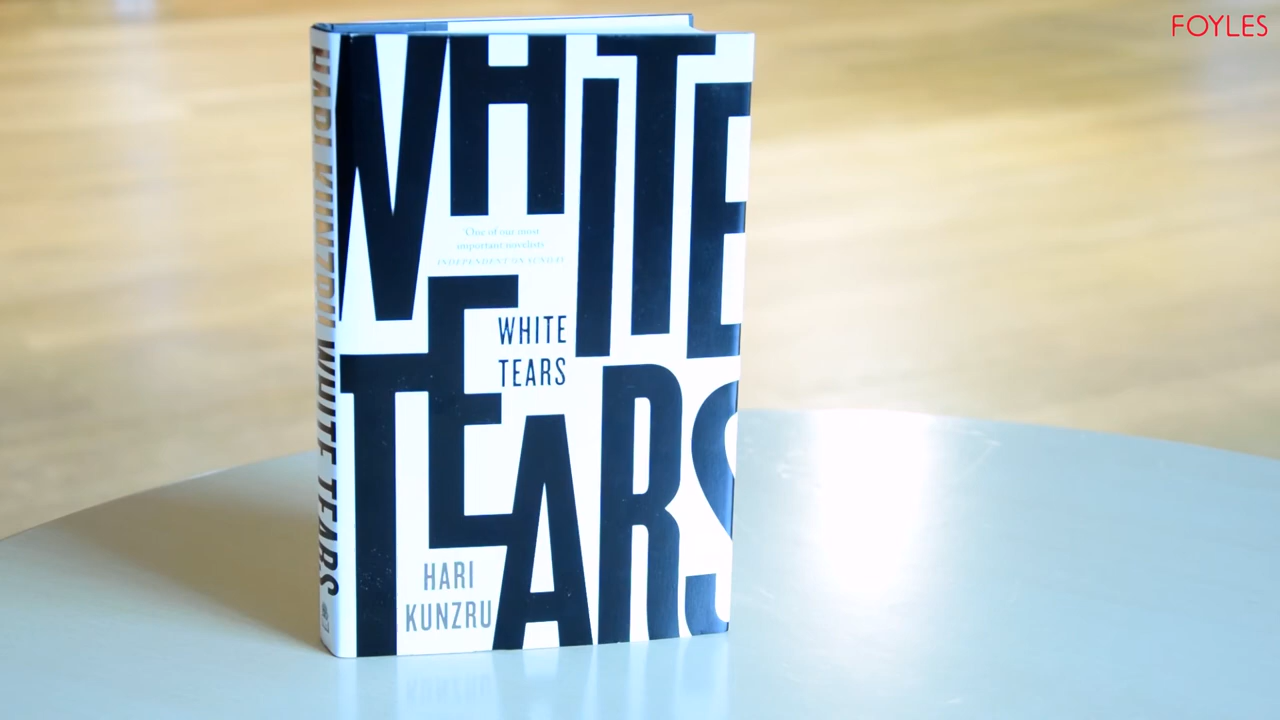 FOYLES
HARI KUNZRU WHITE TEARS
WHITE
'One of our most
important novelists'
INDEPENDENT ON SUNDAY
WHITE
TEARS
TEARS
HARI
KUNZRU